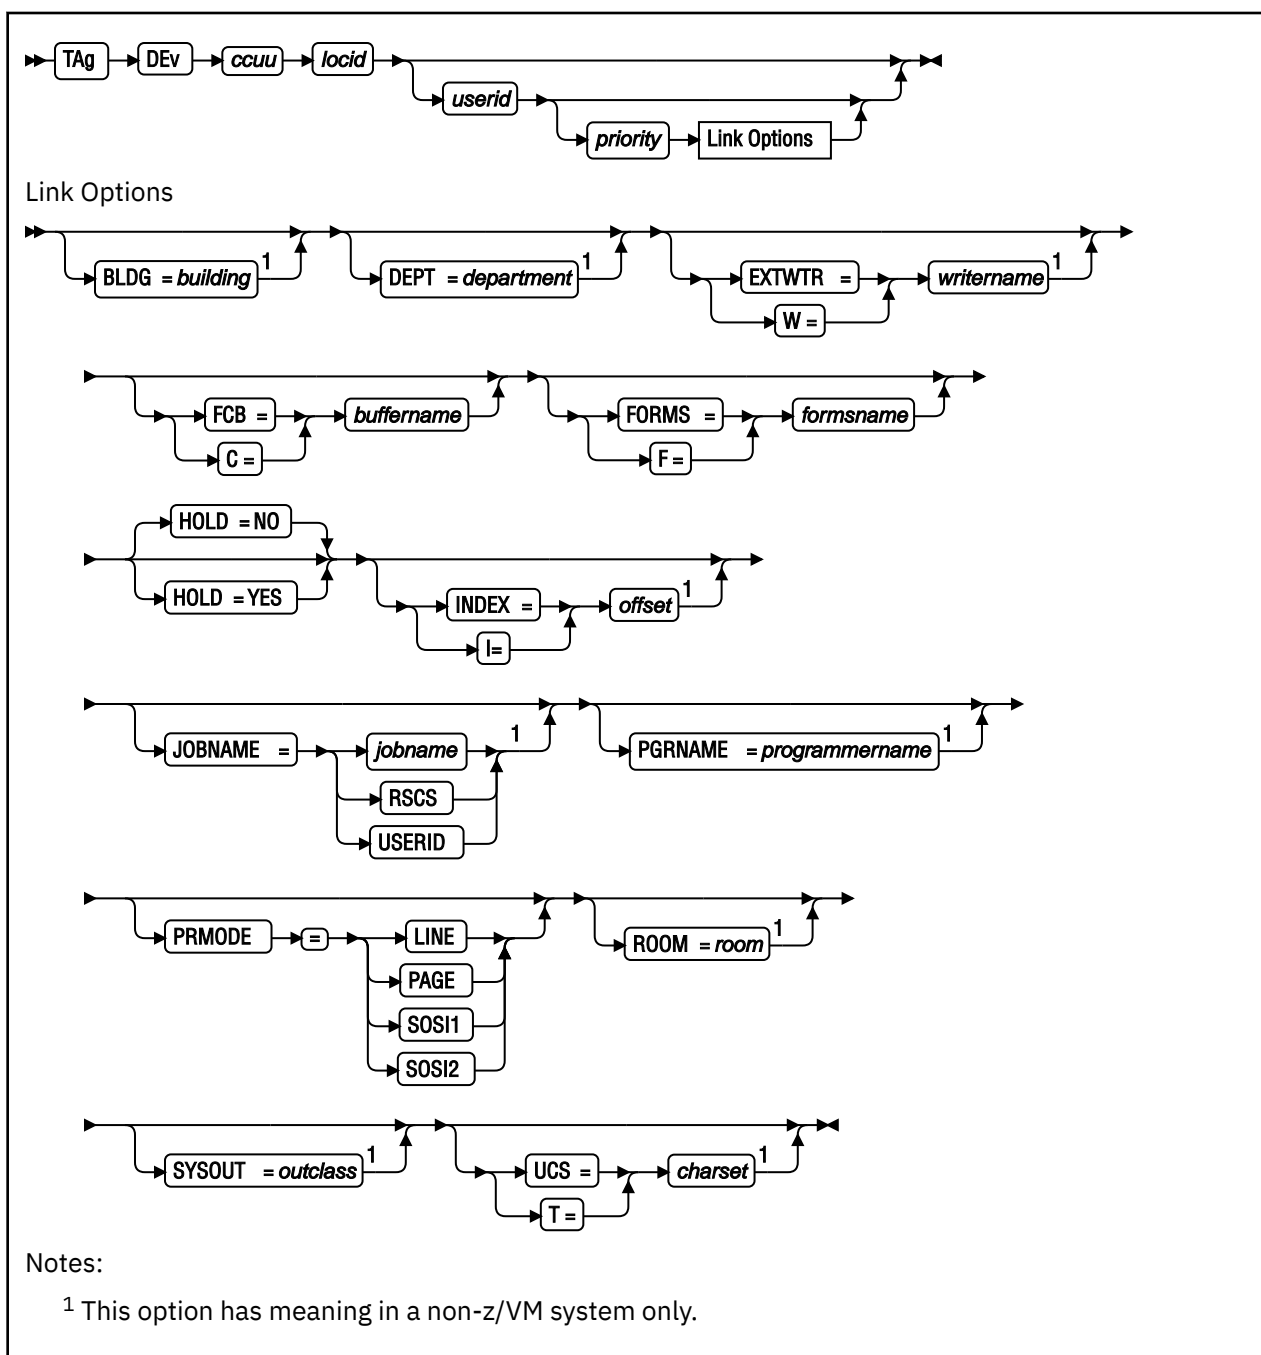 TAg DEv ccuu locid
userid
priority Link Options
Link Options
BLDG = building 1 DEPT = department 1 EXTWTR = writername 1
W =
FCB = buffername FORMS = formsname
C = F =
HOLD = NO
HOLD = YES INDEX = offset 1
I=
JOBNAME = jobname 1 PGRNAME = programmername 1
RSCS
USERID
PRMODE = LINE ROOM = room 1
PAGE
SOSI1
SOSI2
SYSOUT = outclass 1 UCS = charset 1
T =
Notes:
1 This option has meaning in a non-z/VM system only.